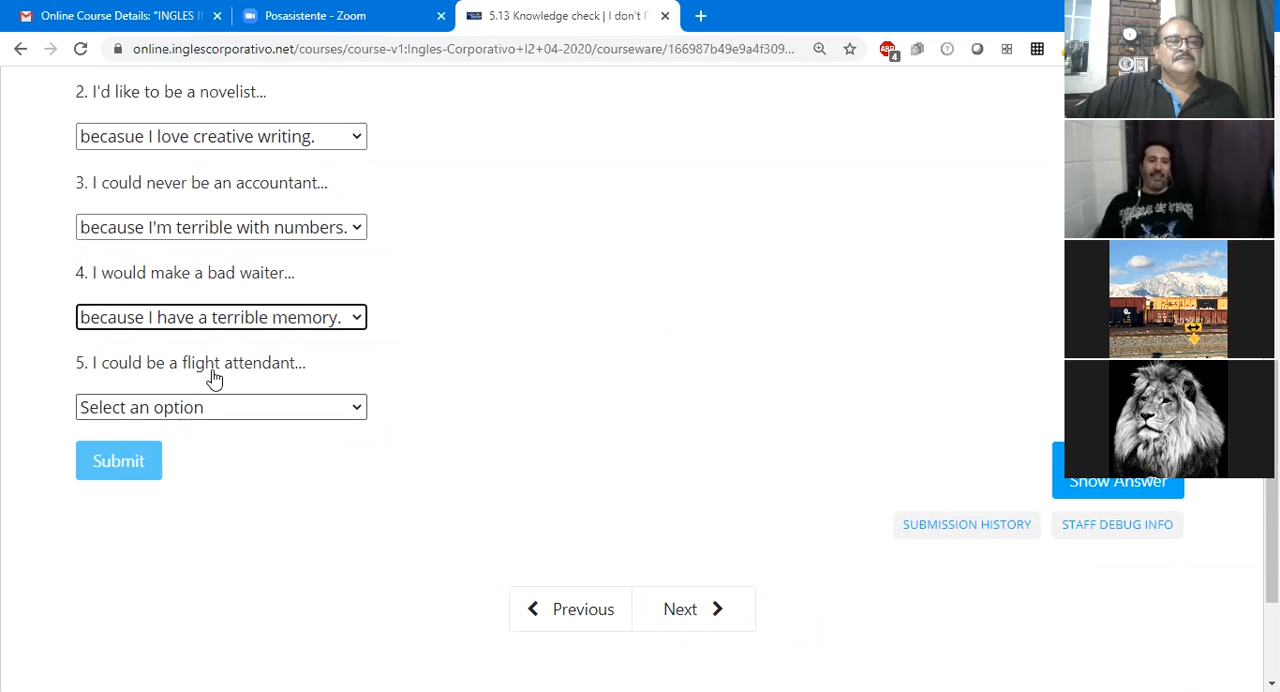 Online Course Details: "INGLES I
Posasistente - Zoom
5.13 Knowledge check | I don't l
online.inglescorporativo.net/courses/course-v1:Ingles-Corporativo+I2+04-2020/courseware/166987b49e9a4f309...
4
2. I'd like to be a novelist...
becasue I love creative writing.
3. I could never be an accountant...
because I'm terrible with numbers.
4. I would make a bad waiter...
because I have a terrible memory.
5. I could be a flight attendant...
Select an option
Submit
Show Answer
SUBMISSION HISTORY
STAFF DEBUG INFO
Previous
Next